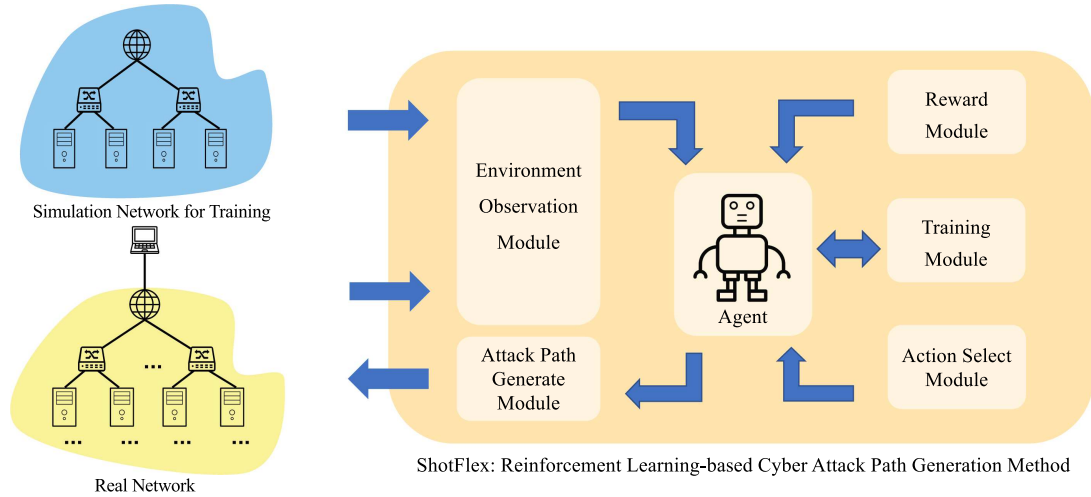 Simulation Network for Training
...
...
...
...
...
Real Network
Environment
Observation
Module
Attack Path
Generate
Module
Agent
Reward
Module
Training
Module
Action Select
Module
ShotFlex: Reinforcement Learning-based Cyber Attack Path Generation Method